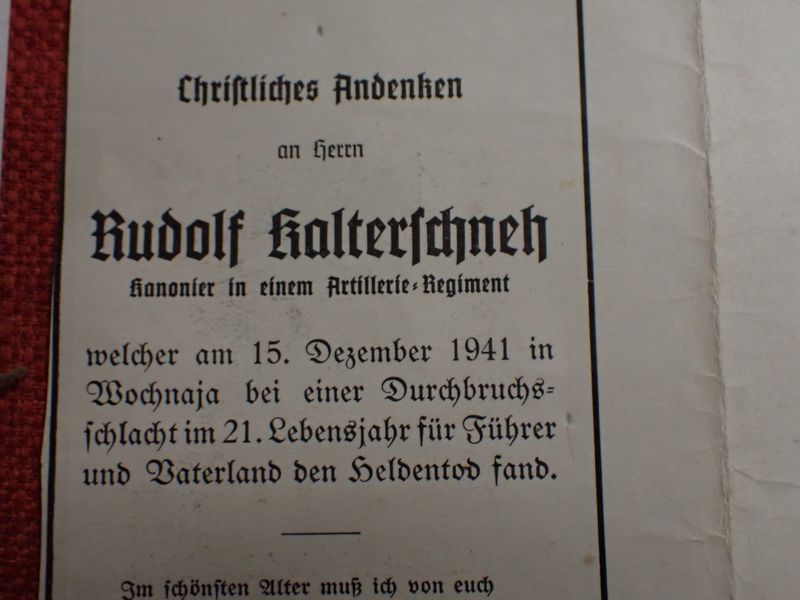 Christliches Andenken
an Herrn
Rudolf Kalterschneh
Kanonier in einem Artillerie-Regiment
welcher am 15. Dezember 1941 in
Wochnaja bei einer Durchbruchs-
schlacht im 21. Lebensjahr für Führer
und Vaterland den Heldentod fand.
Im schönsten Alter muß ich von euch